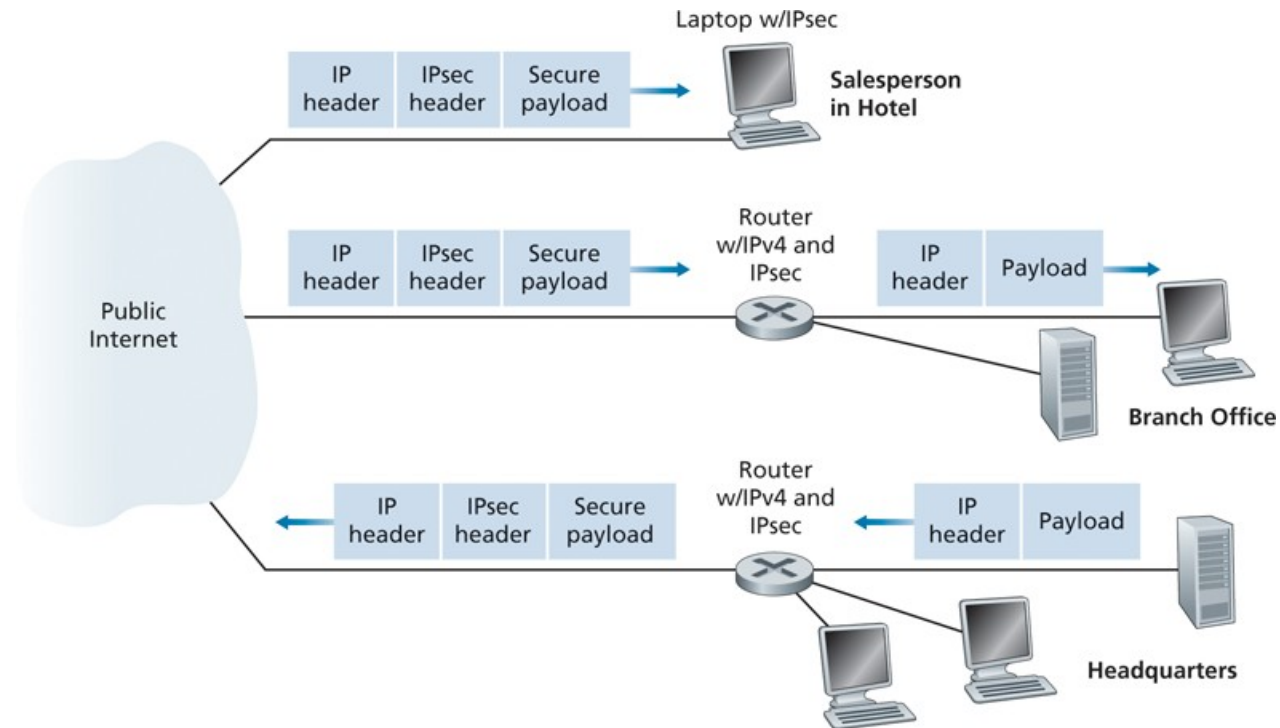 Laptop w/IPsec
IP
header
IPsec
header
Secure
payload
Salesperson
in Hotel
Public
Internet
IP
header
IPsec
header
Secure
payload
Router
w/IPv4 and
IPsec
IP
header
Payload
Branch Office
IP
header
IPsec
header
Secure
payload
Router
w/IPv4 and
IPsec
IP
header
Payload
Headquarters